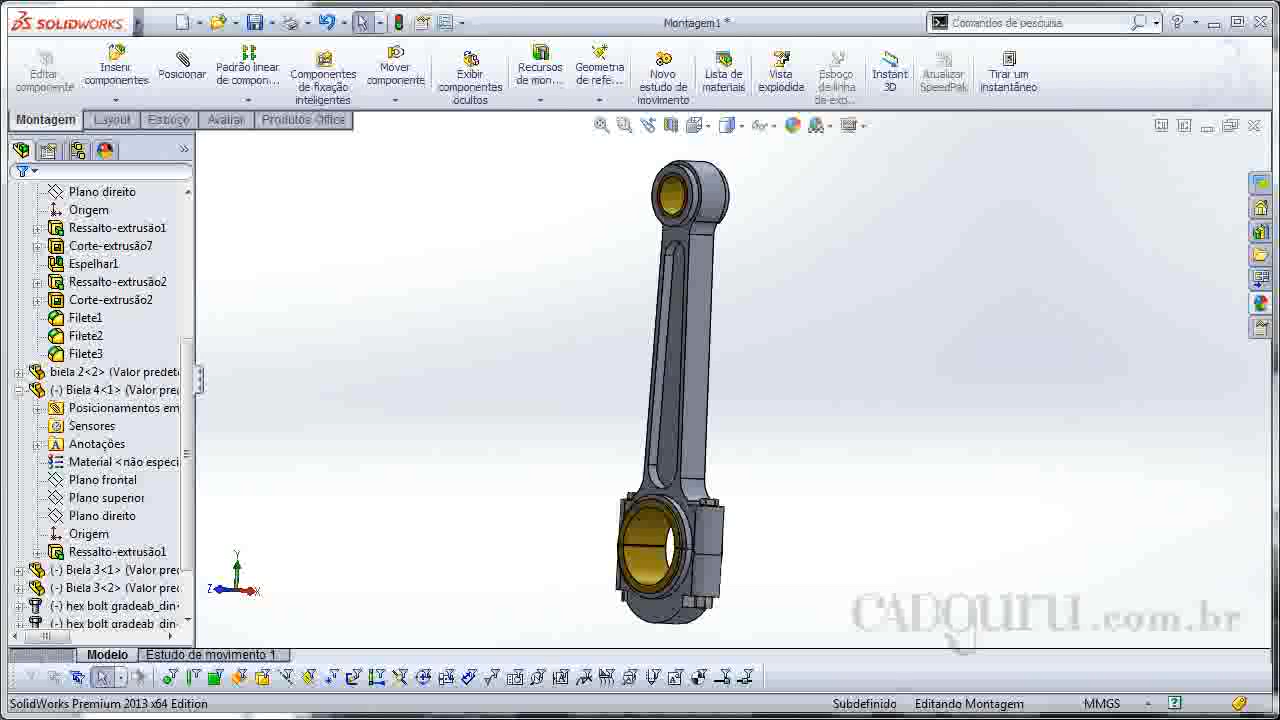 SOLIDWORKS
Montagem1 *
Comandos de pesquisa
Editar componente
Inserir componentes
Posicionar
Padrão linear de compon...
Componentes de fixação inteligentes
Mover componente
Exibir componentes ocultos
Recursos de mon...
Geometria de refe...
Novo estudo de movimento
Lista de materiais
Vista explodida
Esboço de linha de exp...
Instant 3D
Atualizar SpeedPak
Tirar um instantâneo
Montagem Layout Esboço Avaliar Produtos Office
Plano direito
Origem
Ressalto-extrusão1
Corte-extrusão7
Espelhar1
Ressalto-extrusão2
Corte-extrusão2
Filete1
Filete2
Filete3
biela 2<2> (Valor predet
(-) Biela 4<1> (Valor pre
Posicionamentos em
Sensores
Anotações
Material <não especi
Plano frontal
Plano superior
Plano direito
Origem
Ressalto-extrusão1
(-) Biela 3<1> (Valor pre
(-) Biela 3<2> (Valor pre
(-) hex bolt gradeab_din
(-) hex bolt gradeab_din
Y
Z X
CADGURU.com.br
Modelo Estudo de movimento 1
SolidWorks Premium 2013 x64 Edition Subdefinido Editando Montagem MMGS